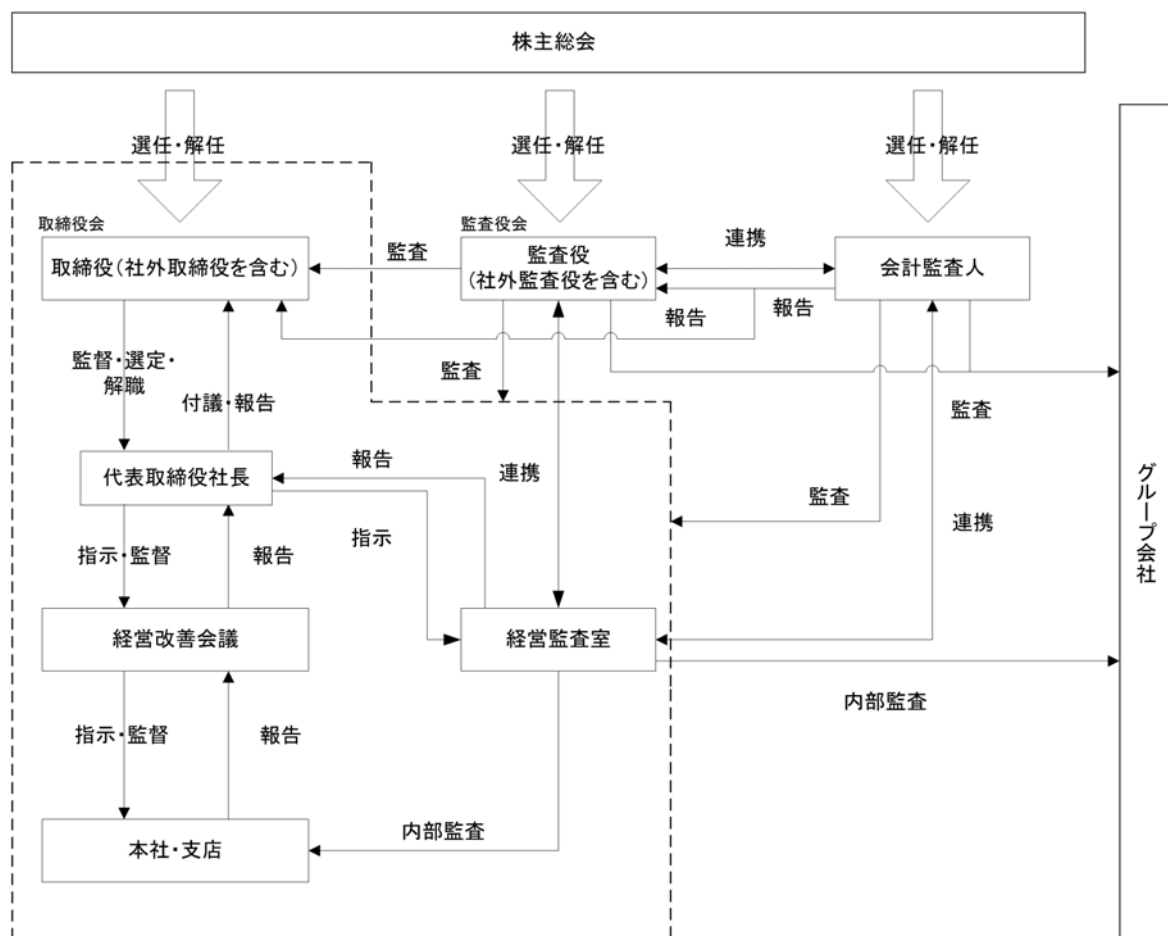 株主総会
選任・解任
選任・解任
選任・解任
取締役会
監査役会
取締役（社外取締役を含む）
監査
監査役
（社外監査役を含む）
連携
会計監査人
報告
報告
監督・選定・
解職
付議・報告
監査
監査
代表取締役社長
報告
連携
監査
指示
連携
グループ会社
指示・監督
報告
経営改善会議
経営監査室
内部監査
指示・監督
報告
内部監査
本社・支店